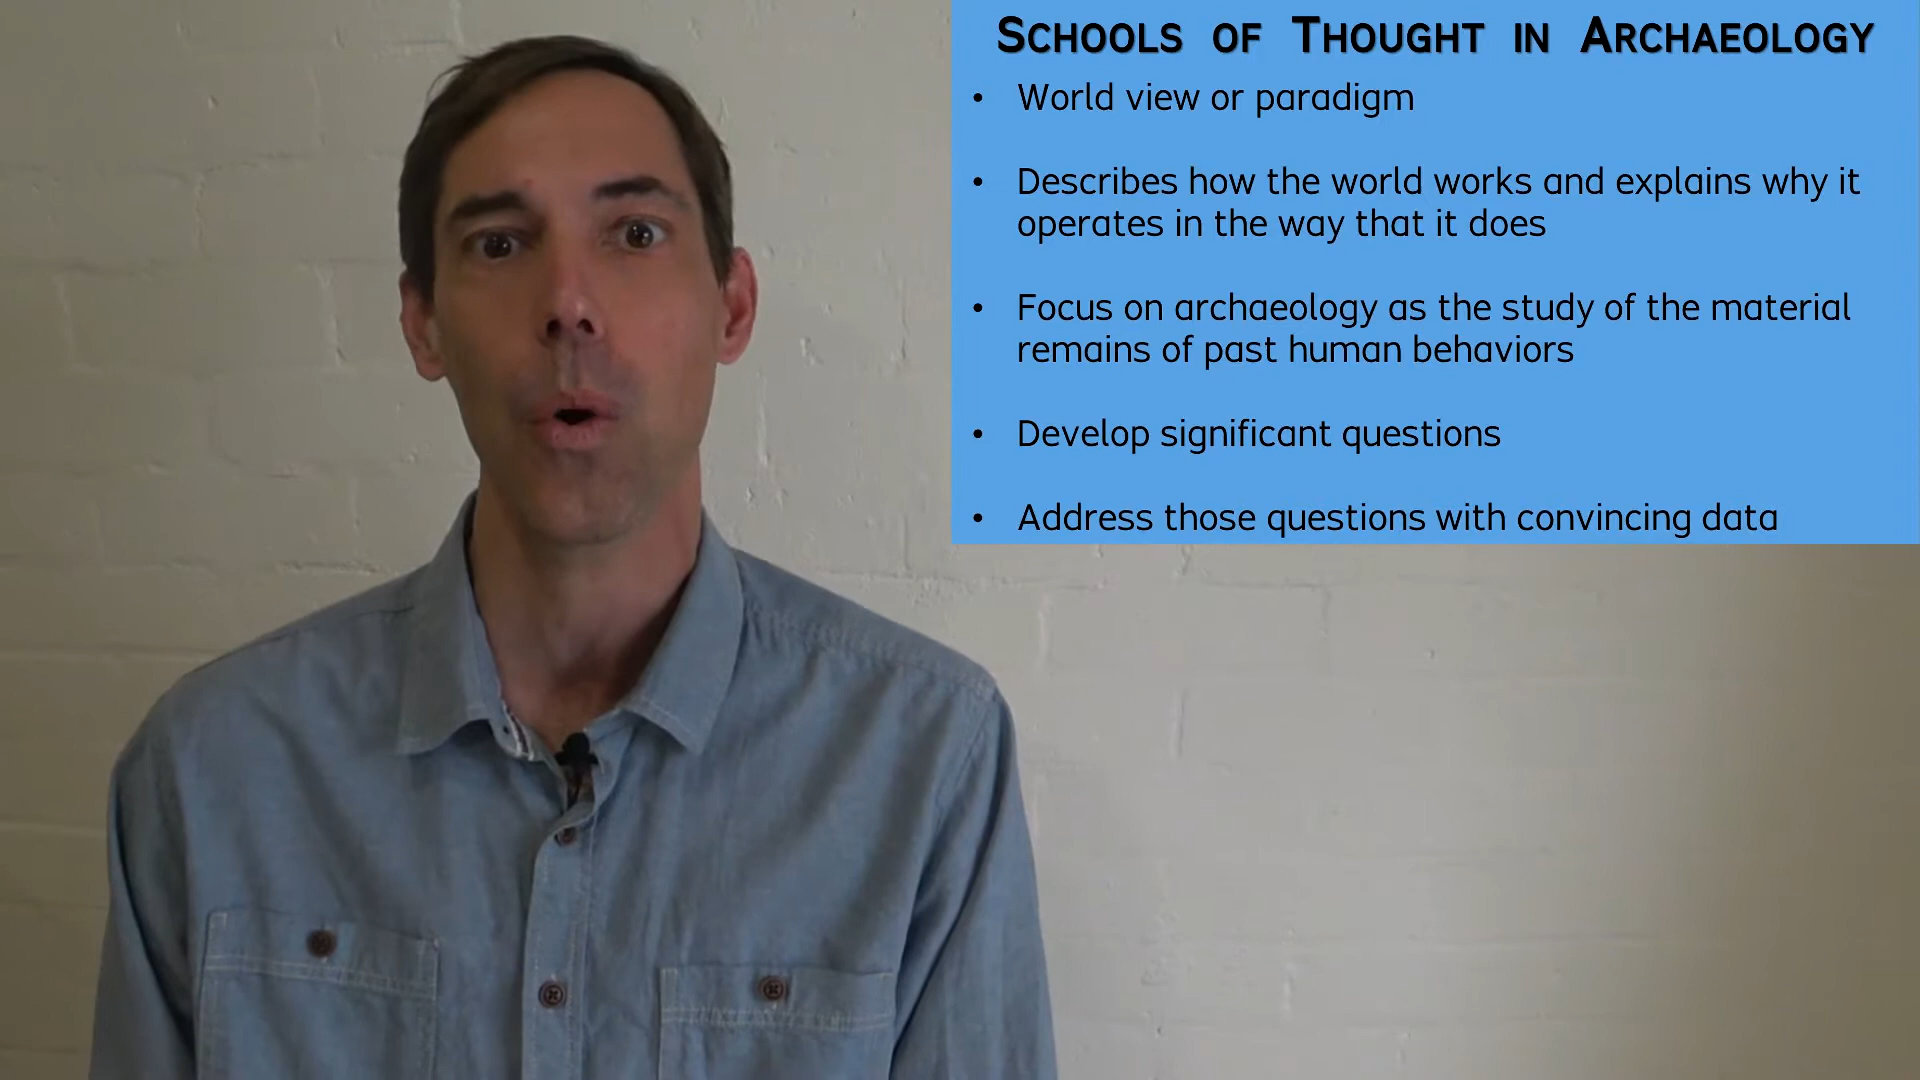 SCHOOLS OF THOUGHT IN ARCHAEOLOGY
• World view or paradigm
• Describes how the world works and explains why it
operates in the way that it does
• Focus on archaeology as the study of the material
remains of past human behaviors
• Develop significant questions
• Address those questions with convincing data